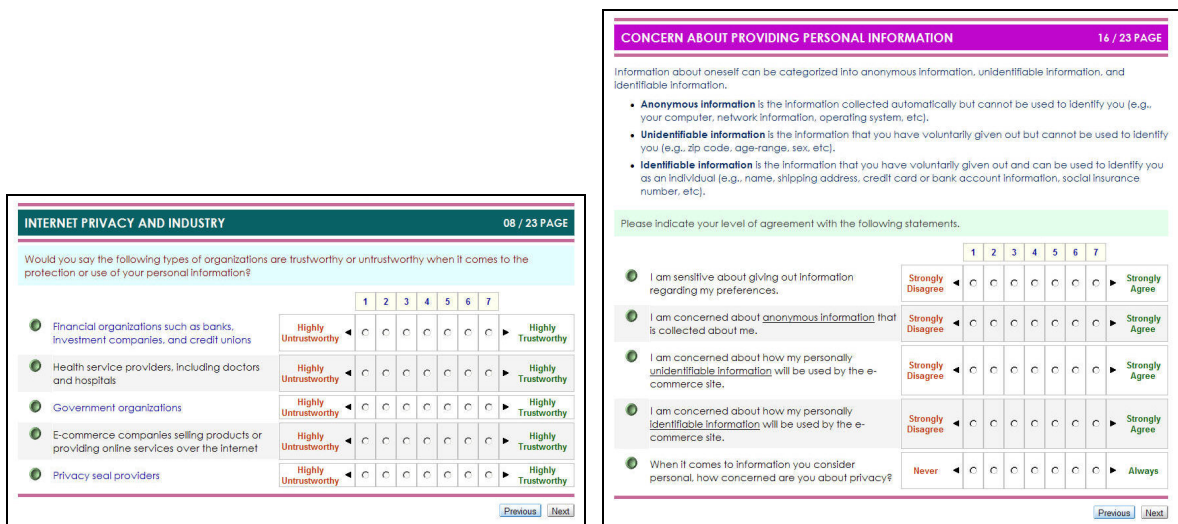 INTERNET PRIVACY AND INDUSTRY 08 / 23 PAGE
Would you say the following types of organizations are trustworthy or untrustworthy when it comes to the
protection or use of your personal information?
1 2 3 4 5 6 7
Financial organizations such as banks,
investment companies, and credit unions
Highly
Untrustworthy
Highly
Trustworthy
Health service providers, including doctors
and hospitals
Highly
Untrustworthy
Highly
Trustworthy
Government organizations
Highly
Untrustworthy
Highly
Trustworthy
E-commerce companies selling products or
providing online services over the internet
Highly
Untrustworthy
Highly
Trustworthy
Privacy seal providers
Highly
Untrustworthy
Highly
Trustworthy
Previous Next
CONCERN ABOUT PROVIDING PERSONAL INFORMATION 16 / 23 PAGE
Information about oneself can be categorized into anonymous information, unidentifiable information, and
identifiable information.
• Anonymous information is the information collected automatically but cannot be used to identify you (e.g.,
your computer, network information, operating system, etc).
• Unidentifiable information is the information that you have voluntarily given out but cannot be used to identify
you (e.g., zip code, age-range, sex, etc).
• Identifiable information is the information that you have voluntarily given out and can be used to identify you
as an individual (e.g., name, shipping address, credit card or bank account information, social insurance
number, etc).
Please indicate your level of agreement with the following statements.
1 2 3 4 5 6 7
I am sensitive about giving out information
regarding my preferences.
Strongly
Disagree
Strongly
Agree
I am concerned about anonymous information that
is collected about me.
Strongly
Disagree
Strongly
Agree
I am concerned about how my personally
unidentifiable information will be used by the e-
commerce site.
Strongly
Disagree
Strongly
Agree
I am concerned about how my personally
identifiable information will be used by the e-
commerce site.
Strongly
Disagree
Strongly
Agree
When it comes to information you consider
personal, how concerned are you about privacy?
Never
Always
Previous Next